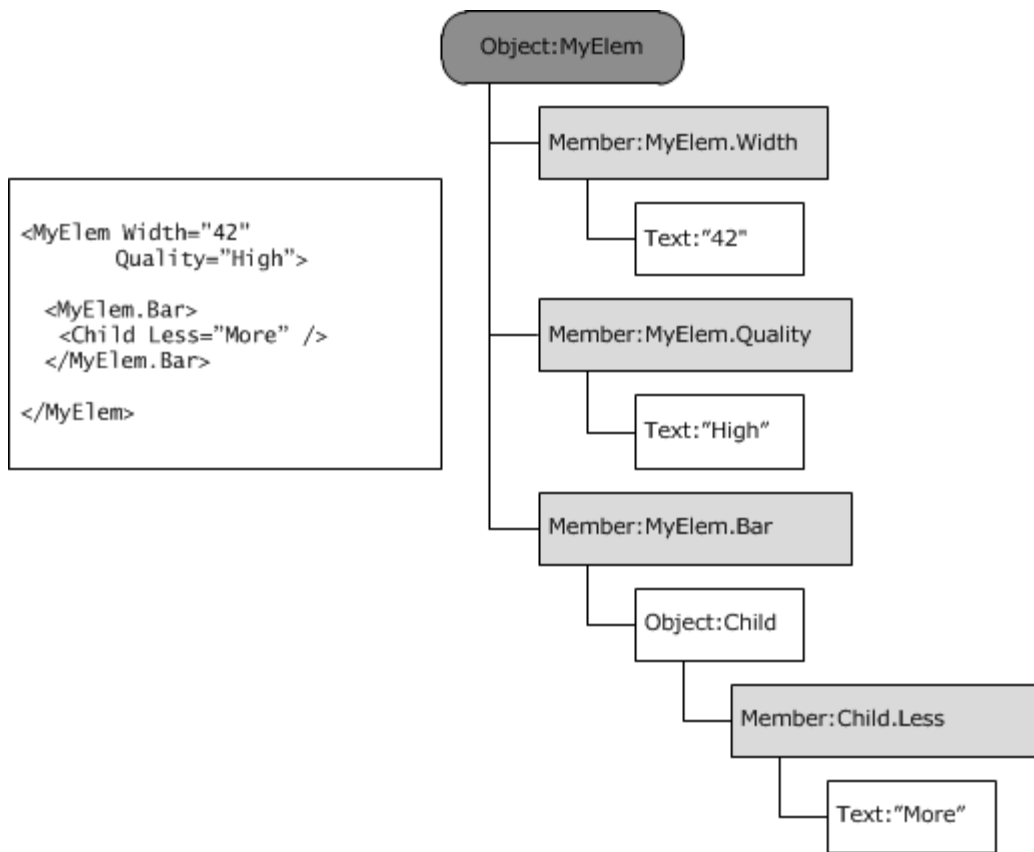 Object:MyElem
Member:MyElem.Width
Text:"42"
Member:MyElem.Quality
Text:"High"
Member:MyElem.Bar
Object:Child
Member:Child.Less
Text:"More"
<MyElem Width="42"
Quality="High">
<MyElem.Bar>
<Child Less="More" />
</MyElem.Bar>
</MyElem>